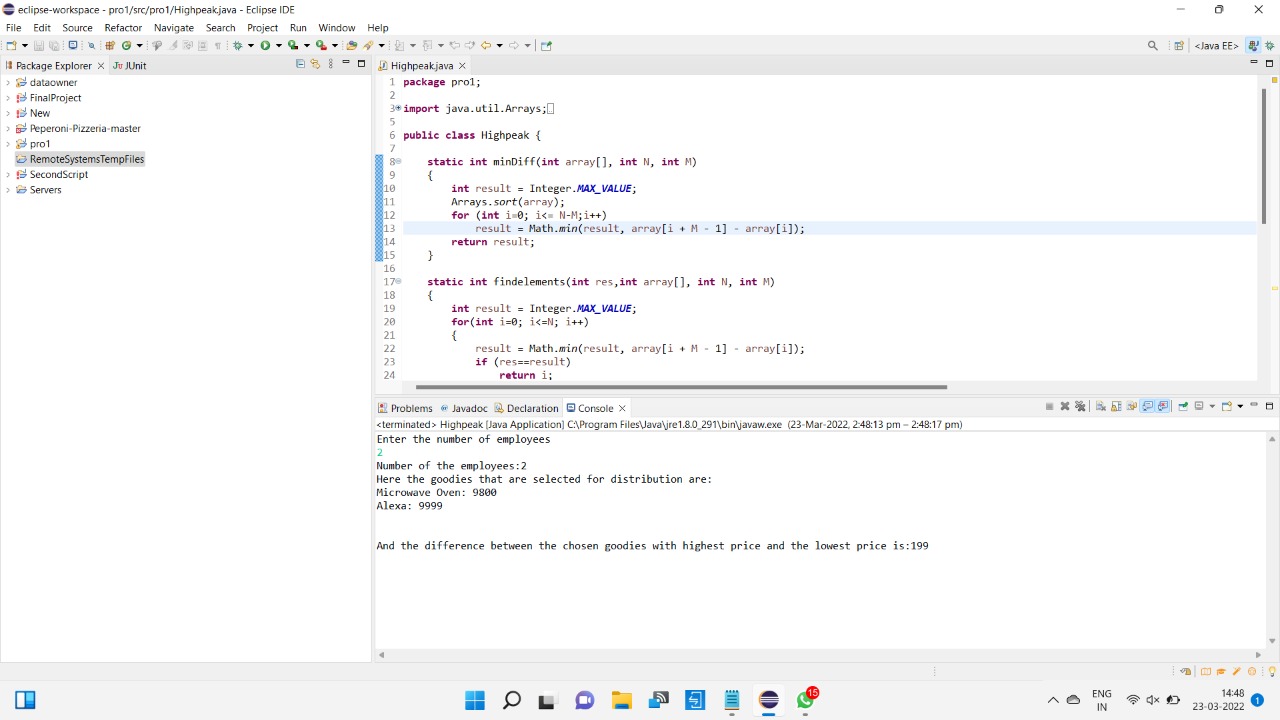 eclipse-workspace - pro1/src/pro1/Highpeak.java - Eclipse IDE
File Edit Source Refactor Navigate Search Project Run Window Help
<Java EE>
Package Explorer JUnit
dataowner
FinalProject
New
Peperoni-Pizzeria-master
pro1
RemoteSystemsTempFiles
SecondScript
Servers
Highpeak.java
1 package pro1;
2
3 import java.util.Arrays;
5
6 public class Highpeak {
7
8 static int minDiff(int array[], int N, int M)
9 {
10 int result = Integer.MAX_VALUE;
11 Arrays.sort(array);
12 for (int i=0; i<= N-M;i++)
13 result = Math.min(result, array[i + M - 1] - array[i]);
14 return result;
15 }
16
17 static int findelements(int res,int array[], int N, int M)
18 {
19 int result = Integer.MAX_VALUE;
20 for(int i=0; i<=N; i++)
21 {
22 result = Math.min(result, array[i + M - 1] - array[i]);
23 if (res==result)
24 return i;
Problems Javadoc Declaration Console
<terminated> Highpeak [Java Application] C:\Program Files\Java\jre1.8.0_291\bin\javaw.exe (23-Mar-2022, 2:48:13 pm – 2:48:17 pm)
Enter the number of employees
2
Number of the employees:2
Here the goodies that are selected for distribution are:
Microwave Oven: 9800
Alexa: 9999
And the difference between the chosen goodies with highest price and the lowest price is:199
15
ENG
IN
14:48
23-03-2022
1